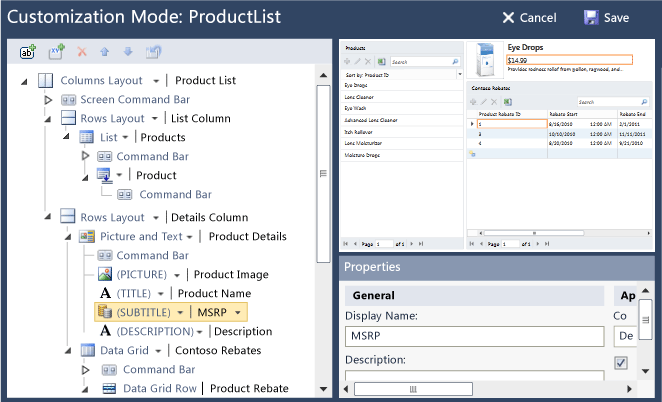 Customization Mode: ProductList
Cancel
Save
Columns Layout | Product List
Screen Command Bar
Rows Layout | List Column
List | Products
Command Bar
| Product
Command Bar
Rows Layout | Details Column
Picture and Text | Product Details
Command Bar
(PICTURE) | Product Image
A (TITLE) | Product Name
(SUBTITLE) | MSRP
A (DESCRIPTION) | Description
Data Grid | Contoso Rebates
Command Bar
Data Grid Row | Product Rebate
Products
Search
Sort by: Product ID
Eye Drops
Lens Cleaner
Eye Wash
Advanced Lens Cleaner
Itch Reliever
Lens Moisturizer
Moisture Drops
Page 1 of 1
Eye Drops
$14.99
Provides redness relief from pollen, ragwood, and...
Contoso Rebates
Search
Product Rebate ID Rebate Start Rebate End
1 8/16/2010 12:00 AM 2/1/2011
3 10/10/2010 12:00 AM 11/11/2011
4 8/20/2010 12:00 AM 9/21/2011
Page 1 of 1
Properties
General
Ap
Display Name:
Co
MSRP
De
Description: